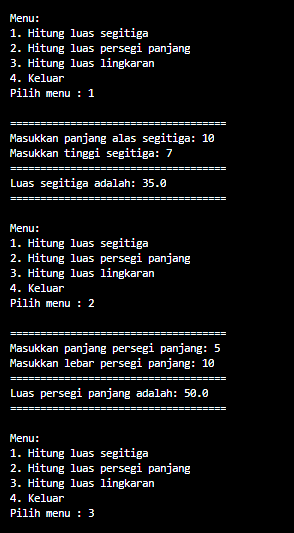 Menu:
1. Hitung luas segitiga
2. Hitung luas persegi panjang
3. Hitung luas lingkaran
4. Keluar
Pilih menu : 1
====================================
Masukkan panjang alas segitiga: 10
Masukkan tinggi segitiga: 7
====================================
Luas segitiga adalah: 35.0
====================================
Menu:
1. Hitung luas segitiga
2. Hitung luas persegi panjang
3. Hitung luas lingkaran
4. Keluar
Pilih menu : 2
====================================
Masukkan panjang persegi panjang: 5
Masukkan lebar persegi panjang: 10
====================================
Luas persegi panjang adalah: 50.0
====================================
Menu:
1. Hitung luas segitiga
2. Hitung luas persegi panjang
3. Hitung luas lingkaran
4. Keluar
Pilih menu : 3